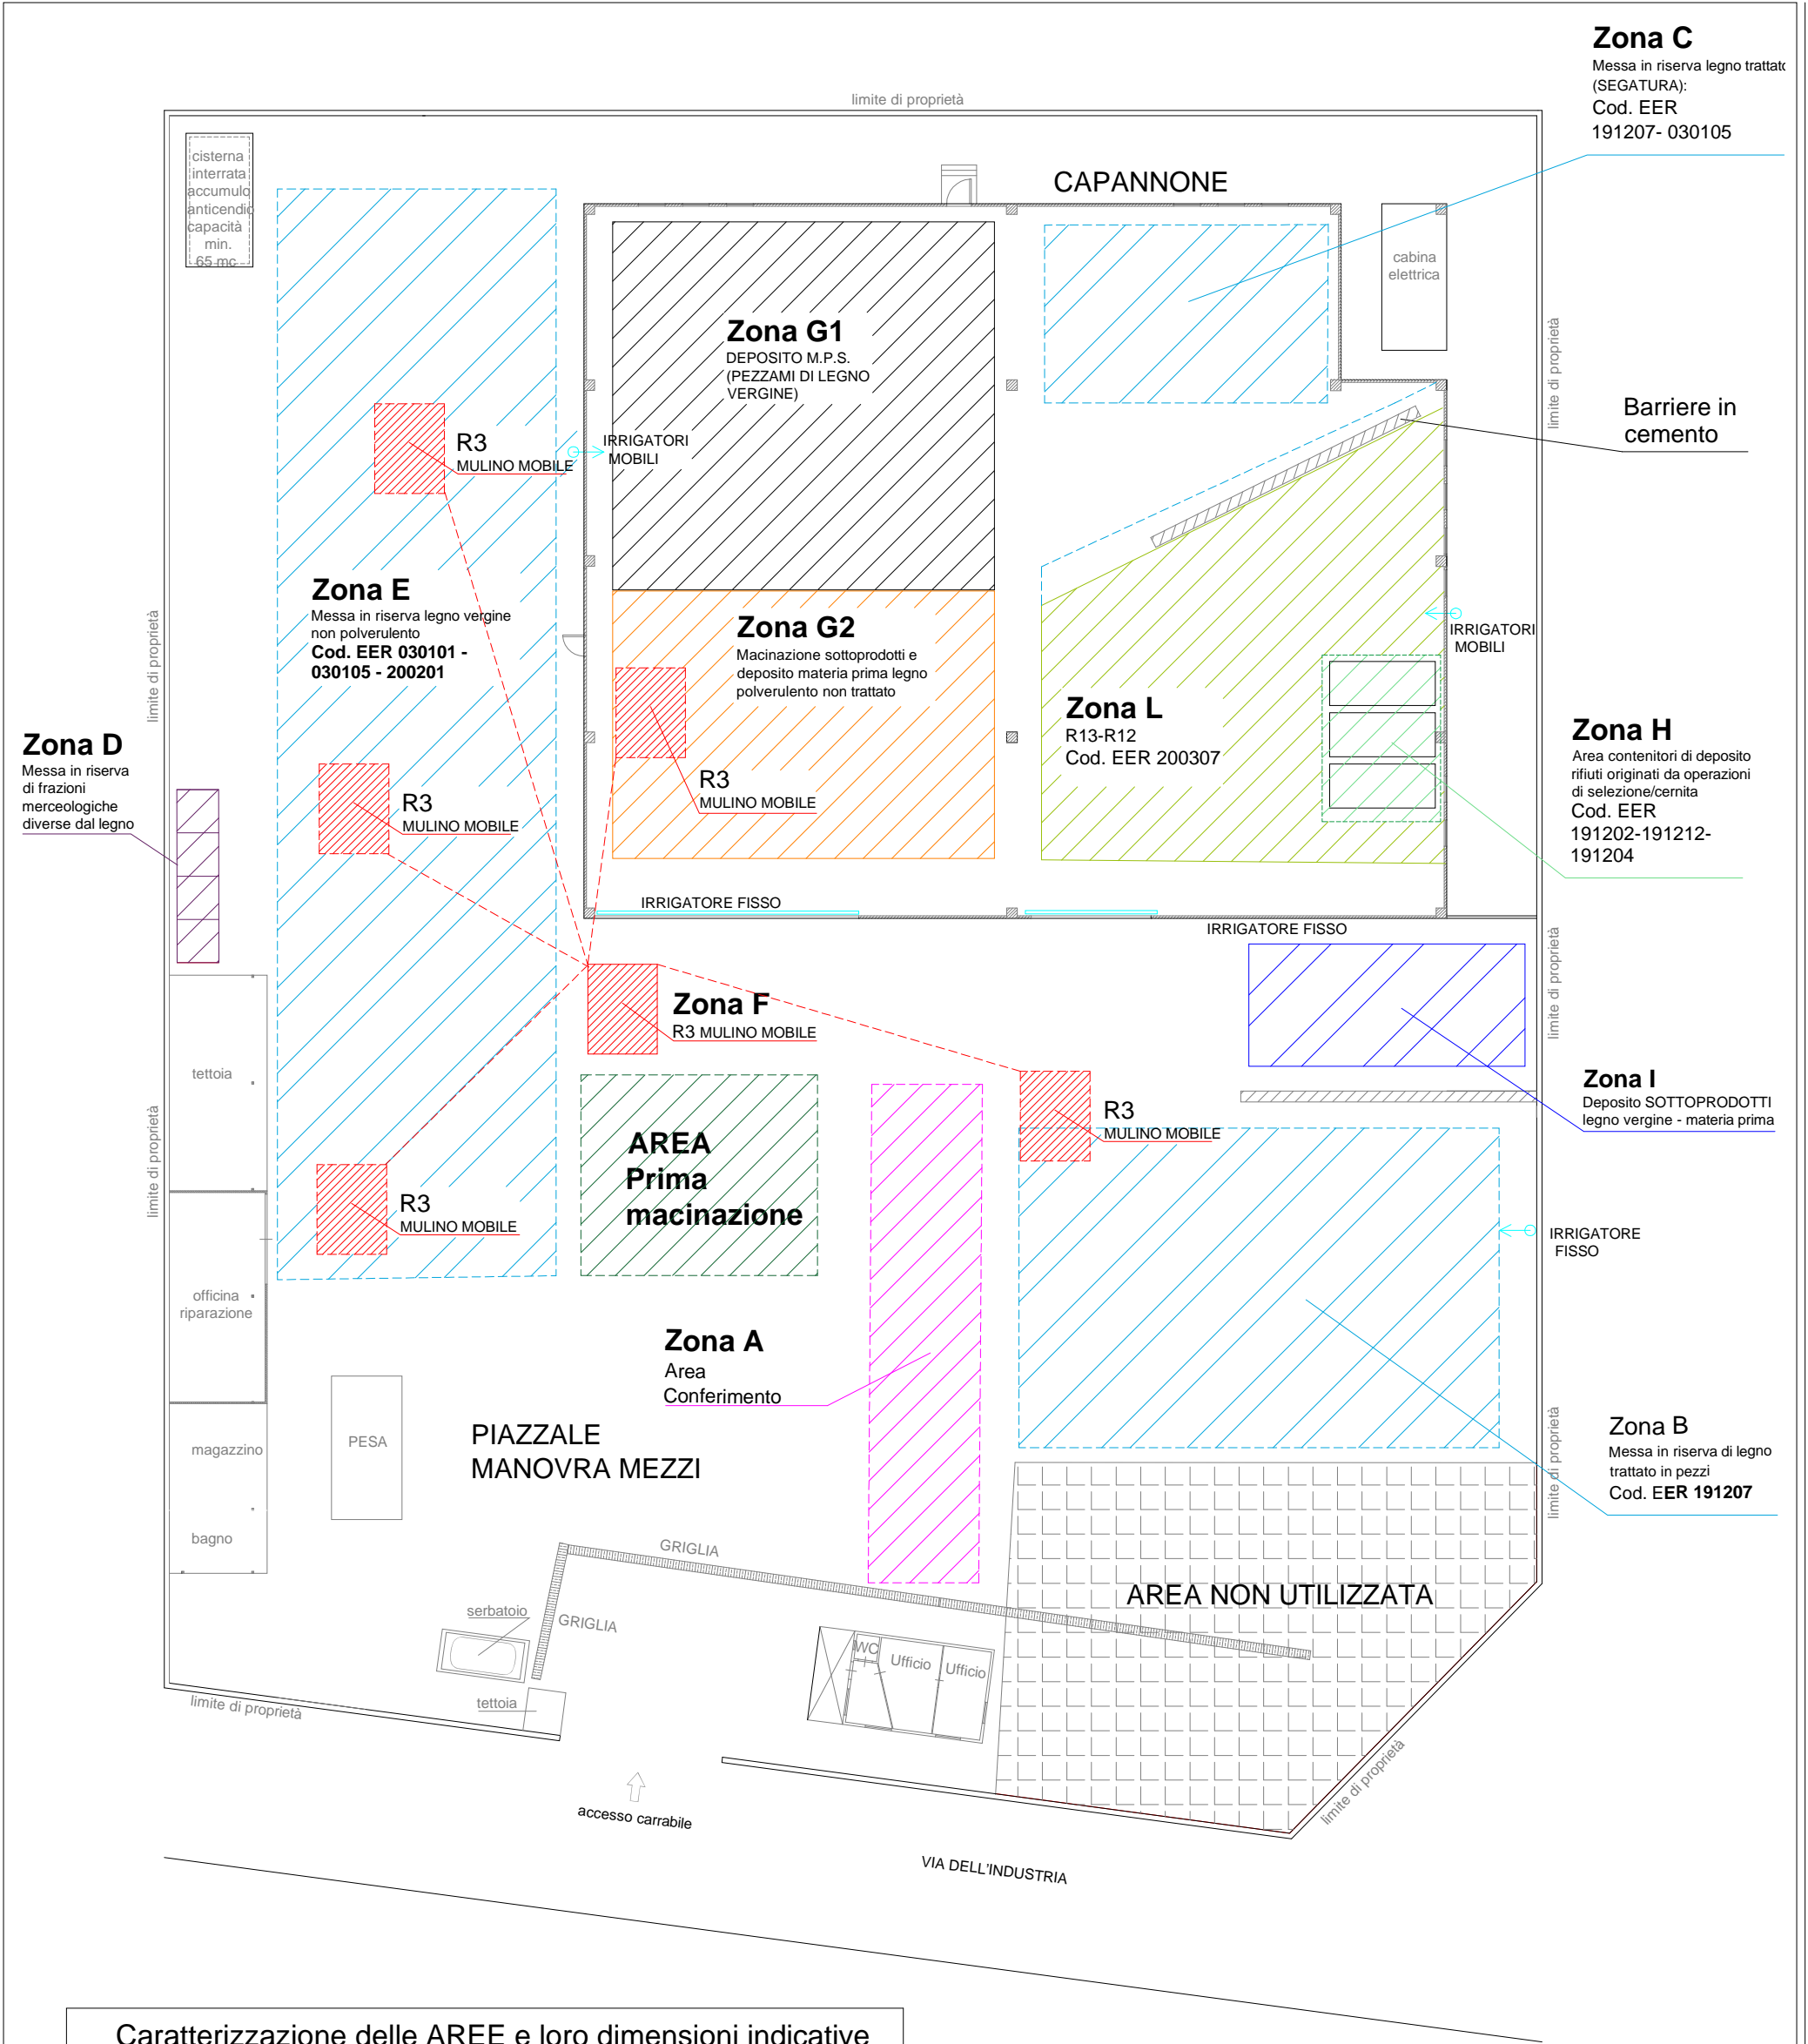 Zona C
Messa in riserva legno trattato
(SEGATURA):
Cod. EER
191207- 030105
limite di proprietà
cisterna
interrata
accumulo
anticendio
capacità
min.
65 mc
CAPANNONE
cabina
elettrica
limite di proprietà
Zona G1
DEPOSITO M.P.S.
(PEZZAMI DI LEGNO
VERGINE)
Barriere in
cemento
R3
MULINO MOBILE
IRRIGATORI
MOBILI
Zona E
Messa in riserva legno vergine
non polverulento
Cod. EER 030101 -
030105 - 200201
limite di proprietà
Zona G2
Macinazione sottoprodotti e
deposito materia prima legno
polverulento non trattato
IRRIGATORI
MOBILI
Zona L
R13-R12
Cod. EER 200307
Zona D
Messa in riserva
di frazioni
merceologiche
diverse dal legno
Zona H
Area contenitori di deposito
rifiuti originati da operazioni
di selezione/cernita
Cod. EER
191202-191212-
191204
R3
MULINO MOBILE
R3
MULINO MOBILE
IRRIGATORE FISSO
IRRIGATORE FISSO
limite di proprietà
Zona F
R3 MULINO MOBILE
tettoia
Zona I
Deposito SOTTOPRODOTTI
legno vergine - materia prima
limite di proprietà
R3
MULINO MOBILE
AREA
Prima
macinazione
R3
MULINO MOBILE
IRRIGATORE
FISSO
officina
riparazione
Zona A
Area
Conferimento
limite di proprietà
Zona B
Messa in riserva di legno
trattato in pezzi
Cod. EER 191207
PIAZZALE
MANOVRA MEZZI
PESA
magazzino
bagno
GRIGLIA
GRIGLIA
AREA NON UTILIZZATA
serbatoio
WC
Ufficio
Ufficio
tettoia
limite di proprietà
limite di proprietà
accesso carrabile
VIA DELL'INDUSTRIA
Caratterizzazione delle AREE e loro dimensioni indicative